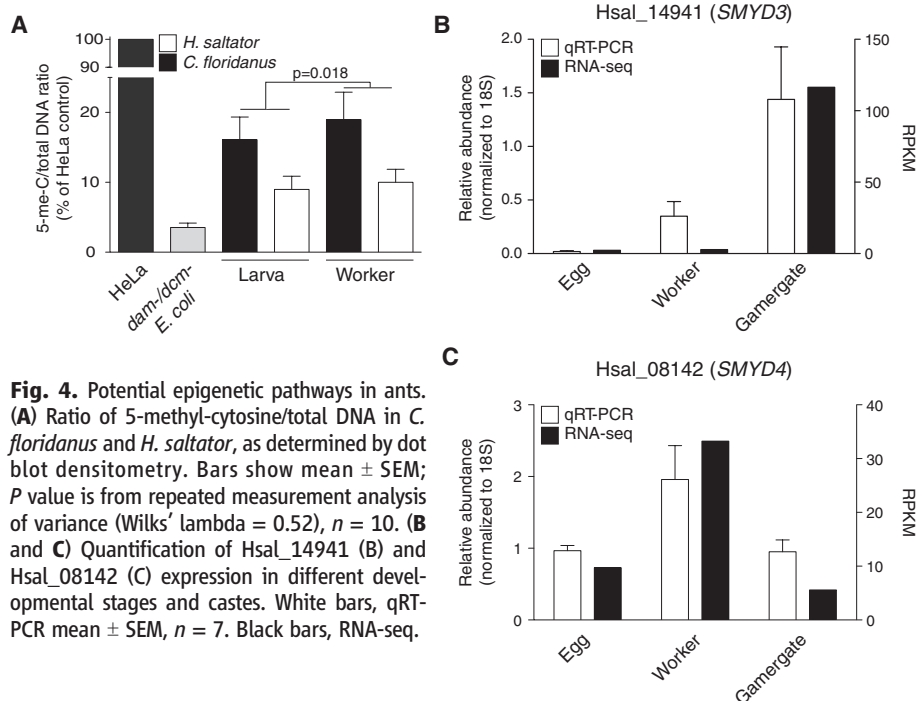 A
5-me-C/total DNA ratio
(% of HeLa control)
100
90
20
10
0
H. saltator
C. floridanus
p=0.018
HeLa
dam-/dcm-
E. coli
Larva
Worker
B
Hsal_14941 (SMYD3)
Relative abundance
(normalized to 18S)
2.0
1.5
1.0
0.5
0.0
qRT-PCR
RNA-seq
150
100
50
0
RPKM
Egg
Worker
Gamergate
C
Hsal_08142 (SMYD4)
Relative abundance
(normalized to 18S)
3
2
1
0
qRT-PCR
RNA-seq
40
30
20
10
0
RPKM
Egg
Worker
Gamergate
Fig. 4. Potential epigenetic pathways in ants.
(A) Ratio of 5-methyl-cytosine/total DNA in C.
floridanus and H. saltator, as determined by dot
blot densitometry. Bars show mean ± SEM;
P value is from repeated measurement analysis
of variance (Wilks’ lambda = 0.52), n = 10. (B
and C) Quantification of Hsal_14941 (B) and
Hsal_08142 (C) expression in different devel-
opmental stages and castes. White bars, qRT-
PCR mean ± SEM, n = 7. Black bars, RNA-seq.